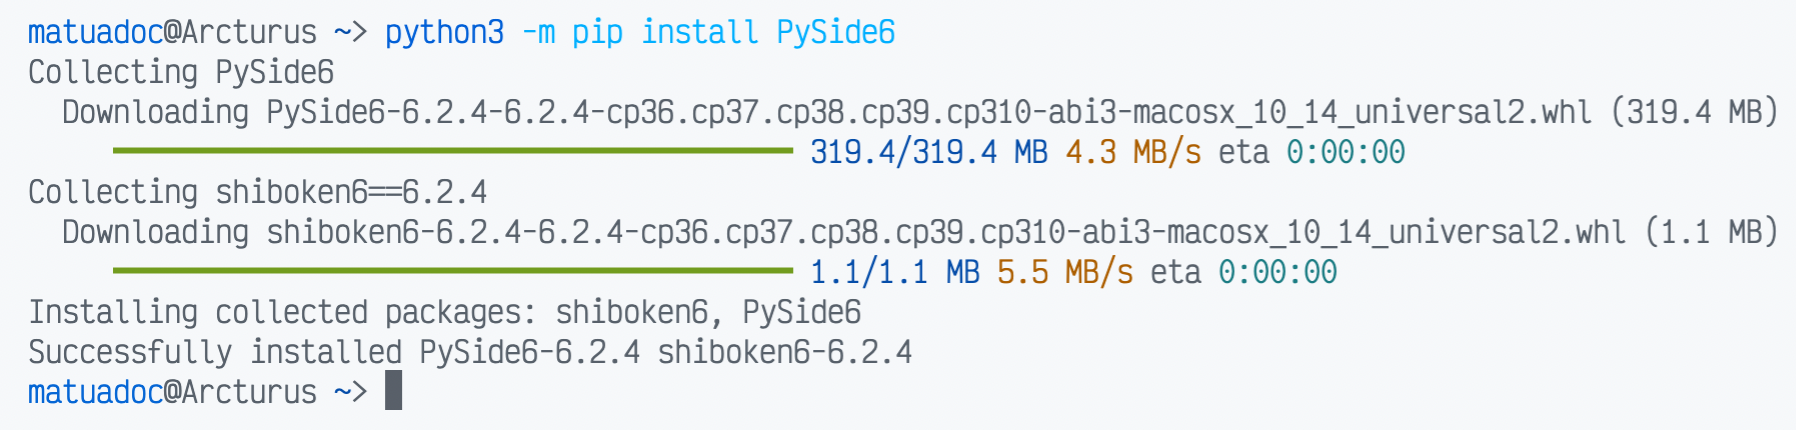 matuadoc@Arcturus ~> python3 -m pip install PySide6
Collecting PySide6
  Downloading PySide6-6.2.4-6.2.4-cp36.cp37.cp38.cp39.cp310-abi3-macosx_10_14_universal2.whl (319.4 MB)
319.4/319.4 MB 4.3 MB/s eta 0:00:00
Collecting shiboken6==6.2.4
  Downloading shiboken6-6.2.4-6.2.4-cp36.cp37.cp38.cp39.cp310-abi3-macosx_10_14_universal2.whl (1.1 MB)
1.1/1.1 MB 5.5 MB/s eta 0:00:00
Installing collected packages: shiboken6, PySide6
Successfully installed PySide6-6.2.4 shiboken6-6.2.4
matuadoc@Arcturus ~>